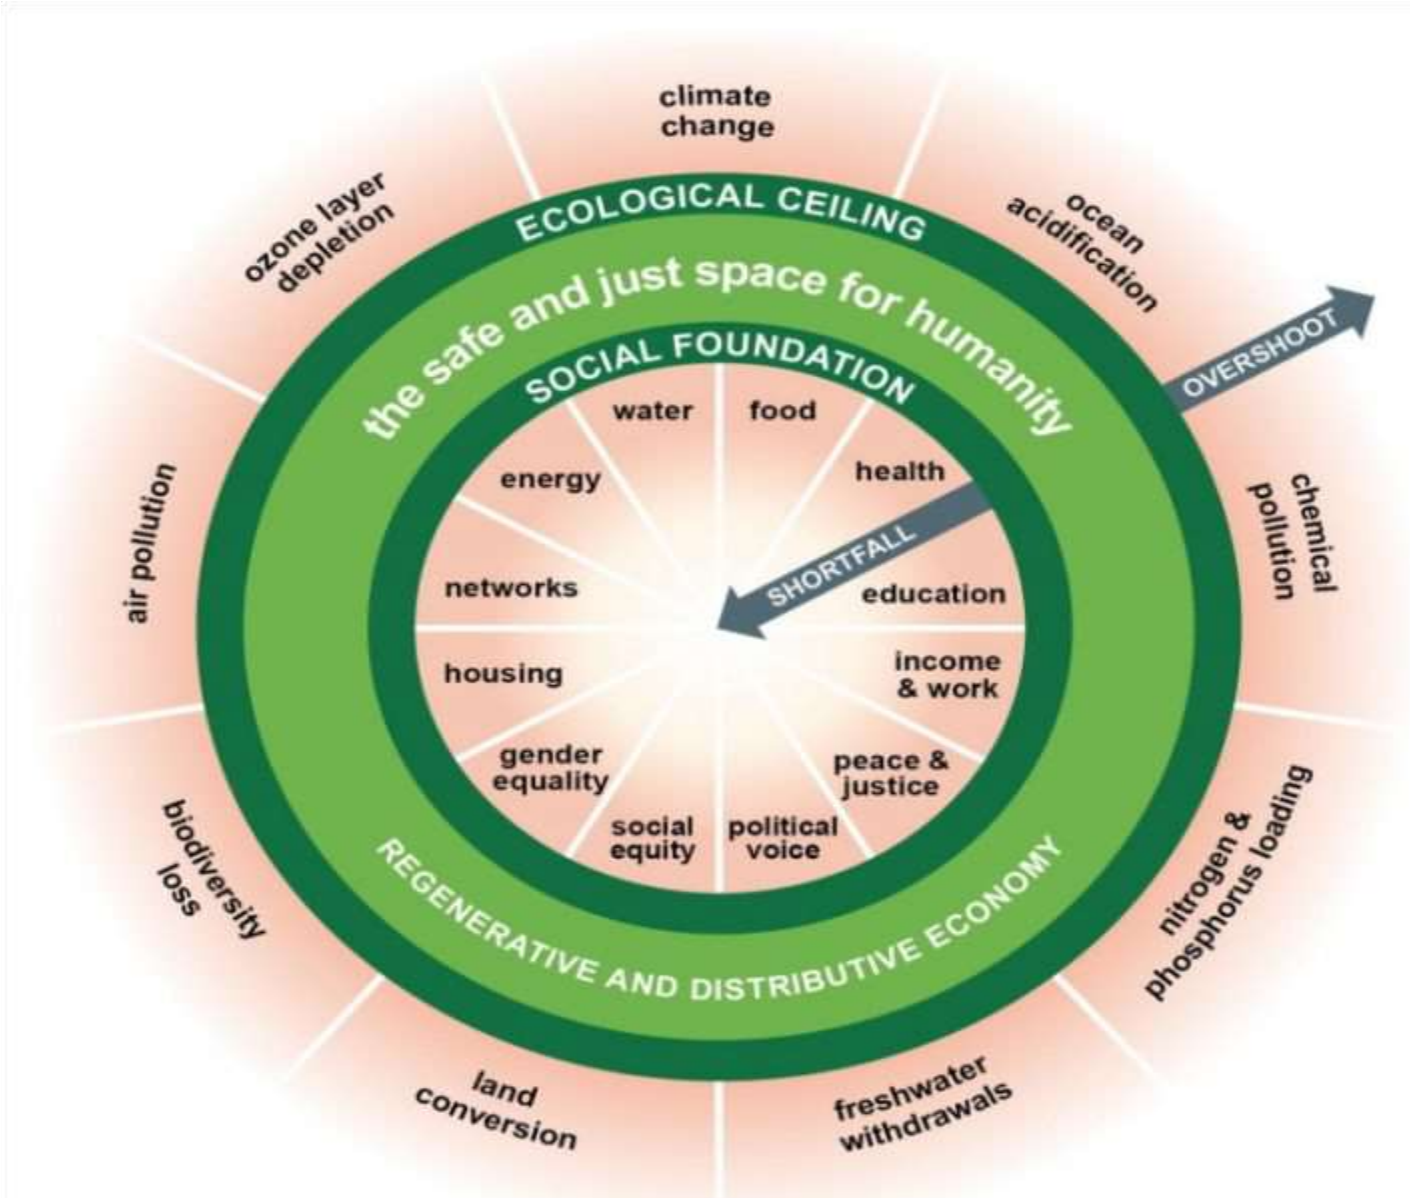 climate
change
ocean
acidification
OVERSHOOT
chemical
pollution
nitrogen &
phosphorus loading
freshwater
withdrawals
land
conversion
biodiversity
loss
air pollution
ozone layer
depletion
ECOLOGICAL CEILING
the safe and just space for humanity
SOCIAL FOUNDATION
water
food
health
SHORTFALL
education
income
& work
peace &
justice
political
voice
social
equity
gender
equality
housing
networks
energy
REGENERATIVE AND DISTRIBUTIVE ECONOMY